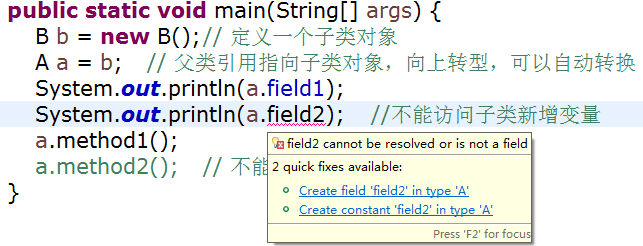 public static void main(String[] args) {
B b = new B();// 定义一个子类对象
A a = b;  // 父类引用指向子类对象，向上转型，可以自动转换
System.out.println(a.field1);
System.out.println(a.field2);  //不能访问子类新增变量
a.method1();
a.method2();  // 不能
}
field2 cannot be resolved or is not a field
2 quick fixes available:
Create field 'field2' in type 'A'
Create constant 'field2' in type 'A'
Press 'F2' for focus